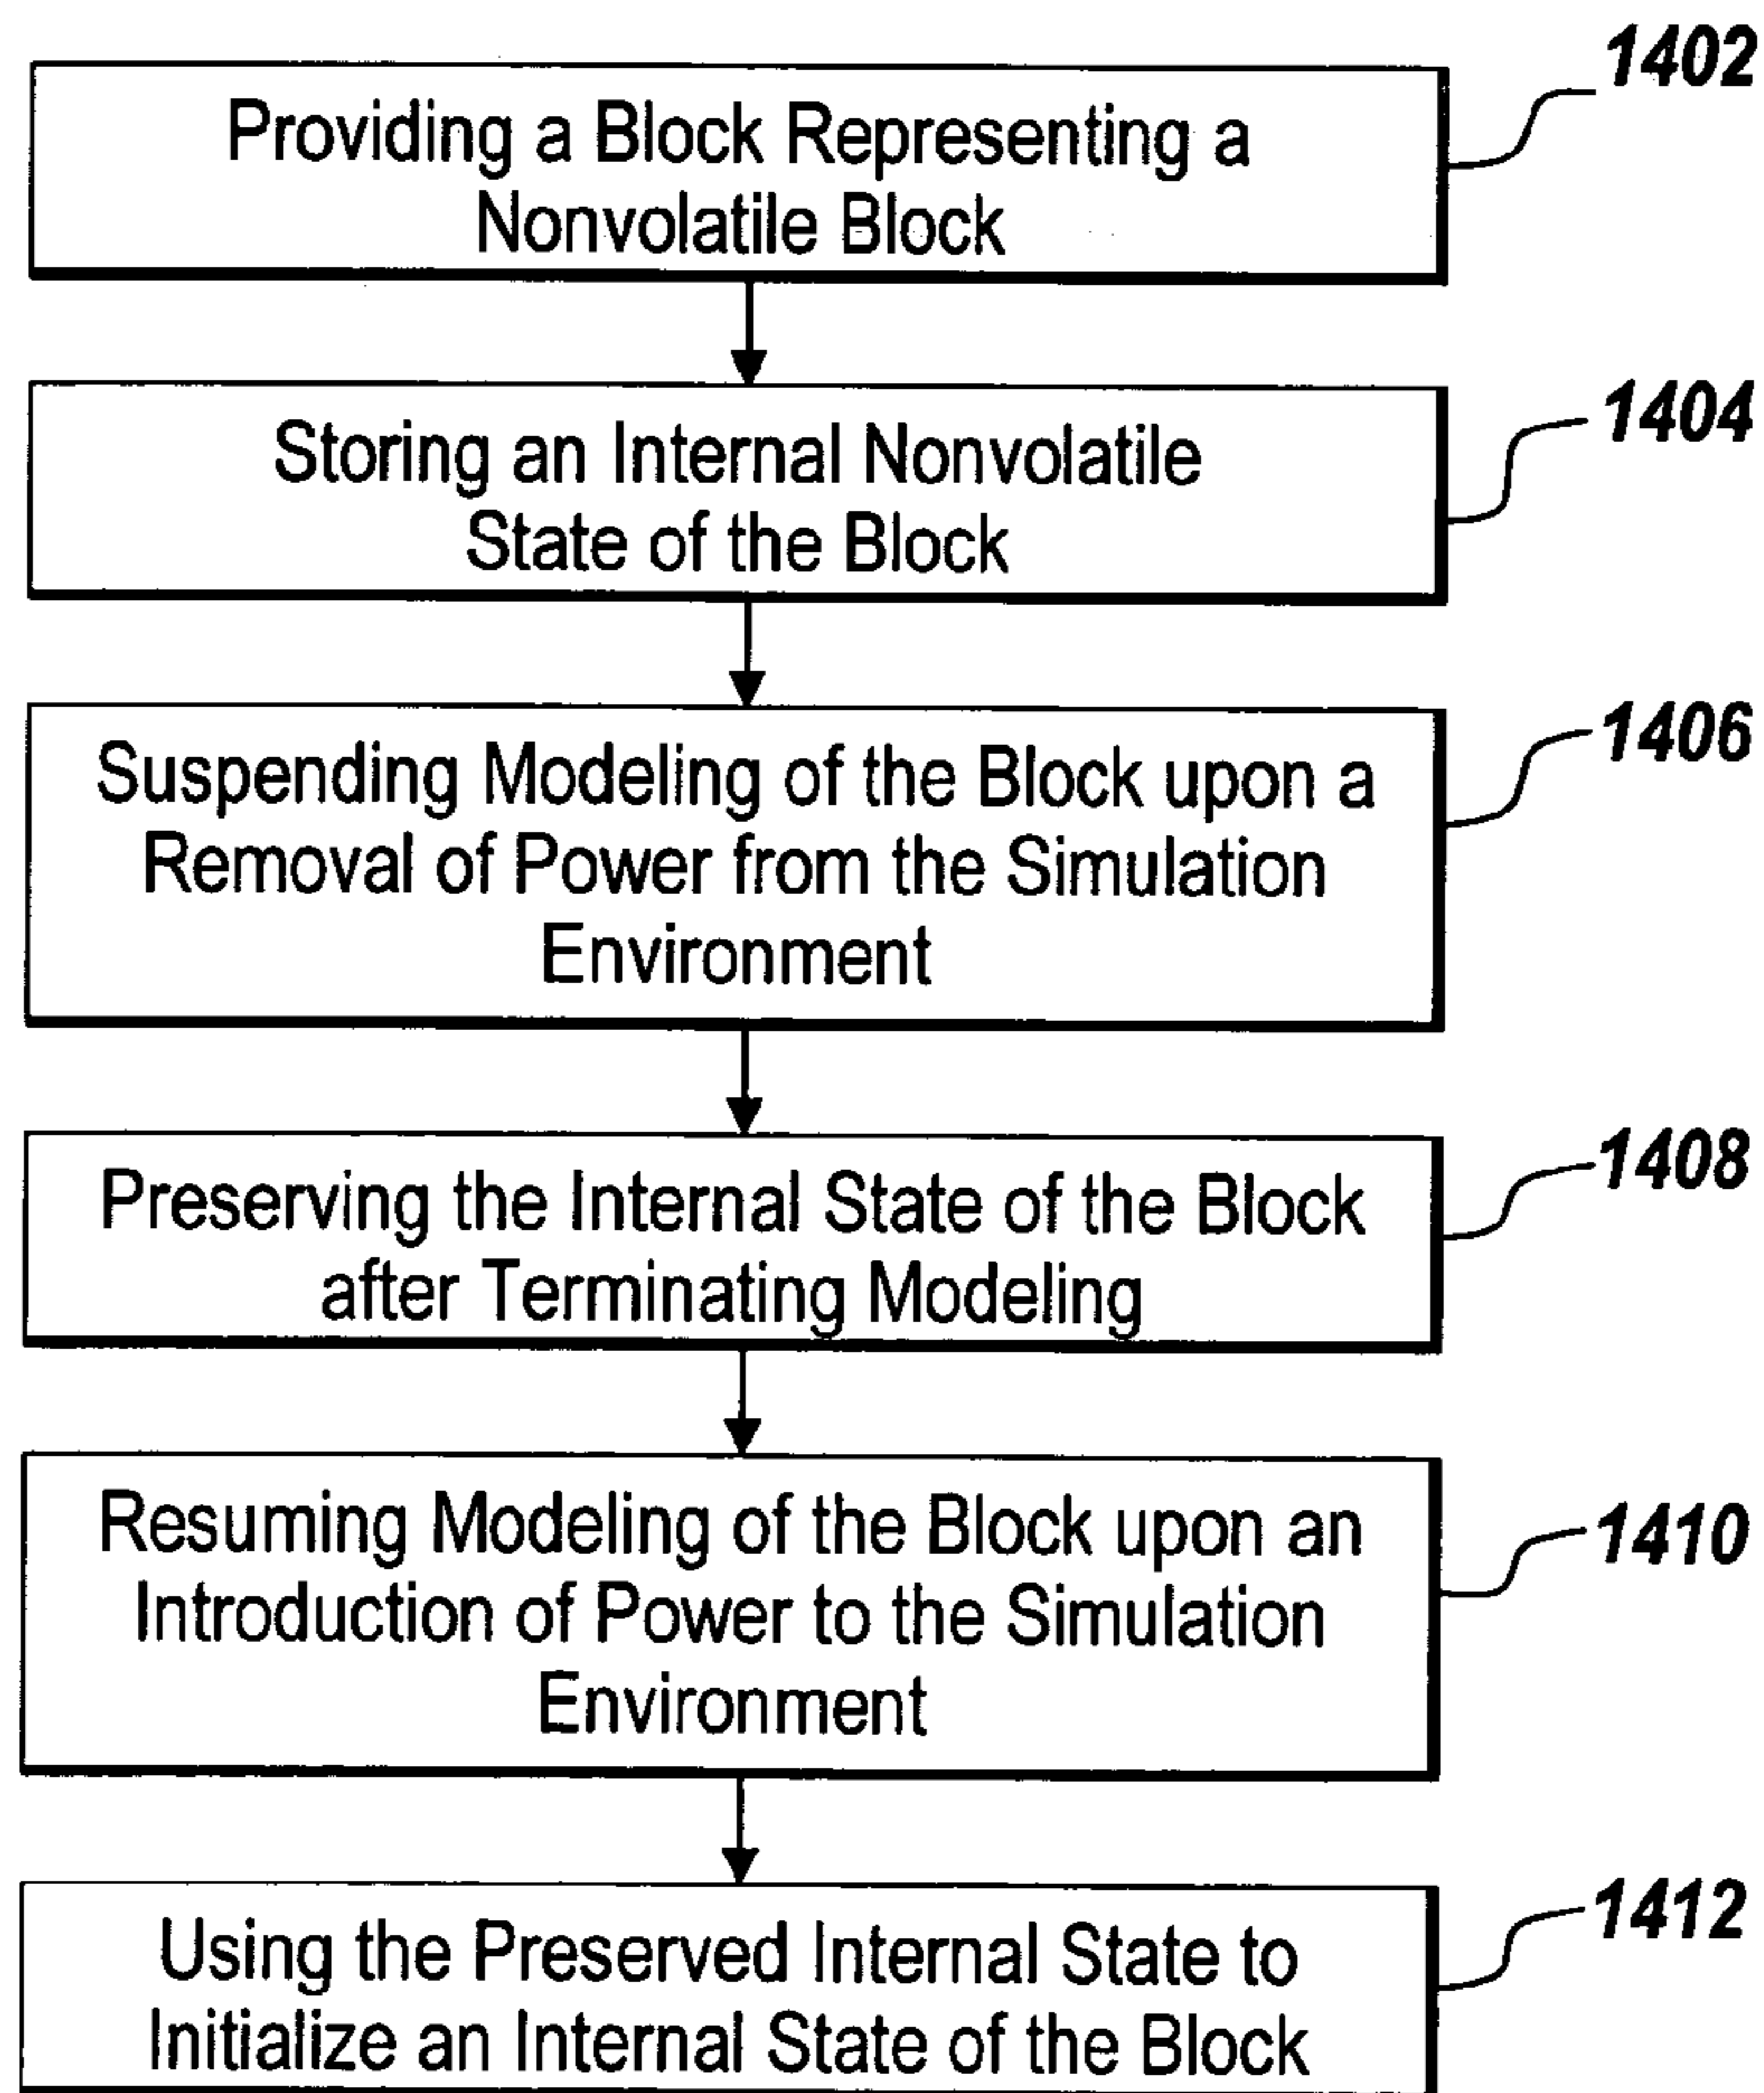 1402
Providing a Block Representing a
Nonvolatile Block
1404
Storing an Internal Nonvolatile
State of the Block
1406
Suspending Modeling of the Block upon a
Removal of Power from the Simulation
Environment
1408
Preserving the Internal State of the Block
after Terminating Modeling
1410
Resuming Modeling of the Block upon an
Introduction of Power to the Simulation
Environment
1412
Using the Preserved Internal State to
Initialize an Internal State of the Block